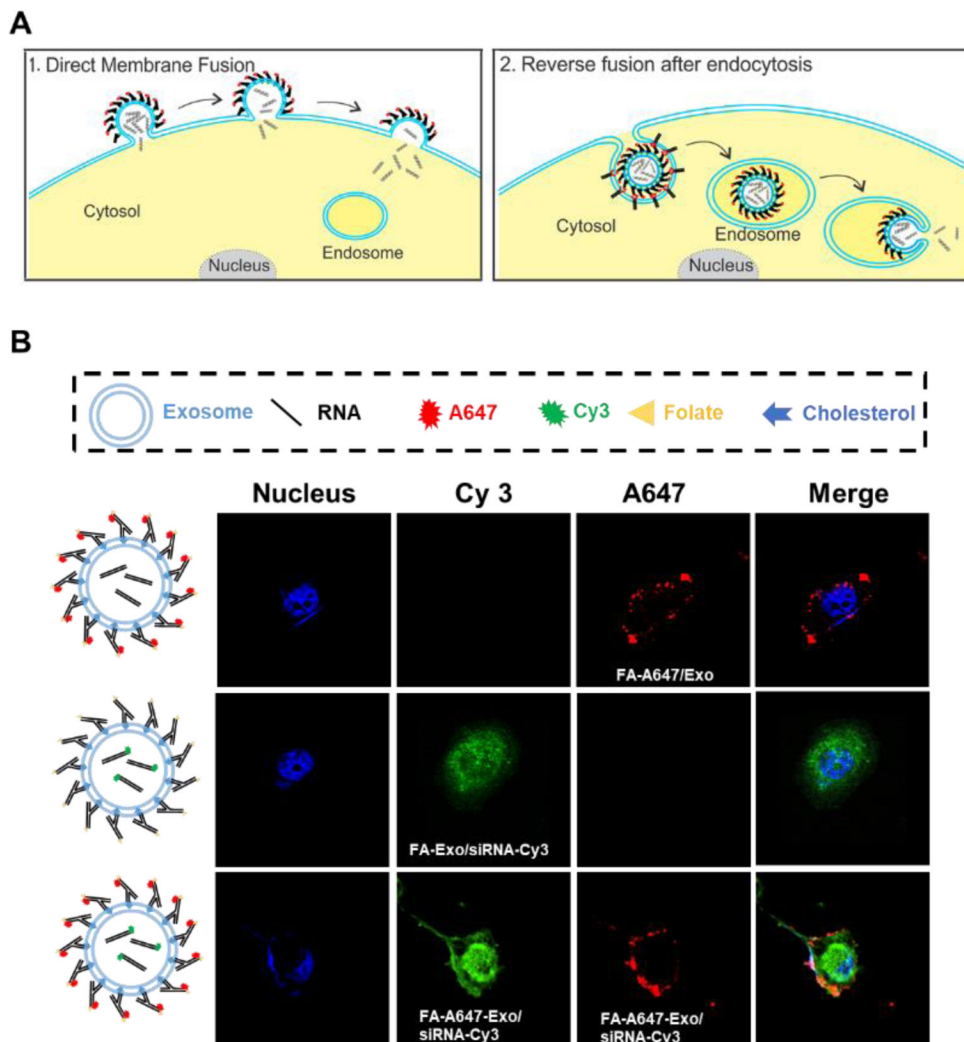 A
1. Direct Membrane Fusion
Cytosol
Endosome
Nucleus
2. Reverse fusion after endocytosis
Cytosol
Endosome
Nucleus
B
Exosome RNA A647 Cy3 Folate Cholesterol
Nucleus Cy 3 A647 Merge
FA-A647/Exo
FA-Exo/siRNA-Cy3
FA-A647-Exo/
siRNA-Cy3
FA-A647-Exo/
siRNA-Cy3